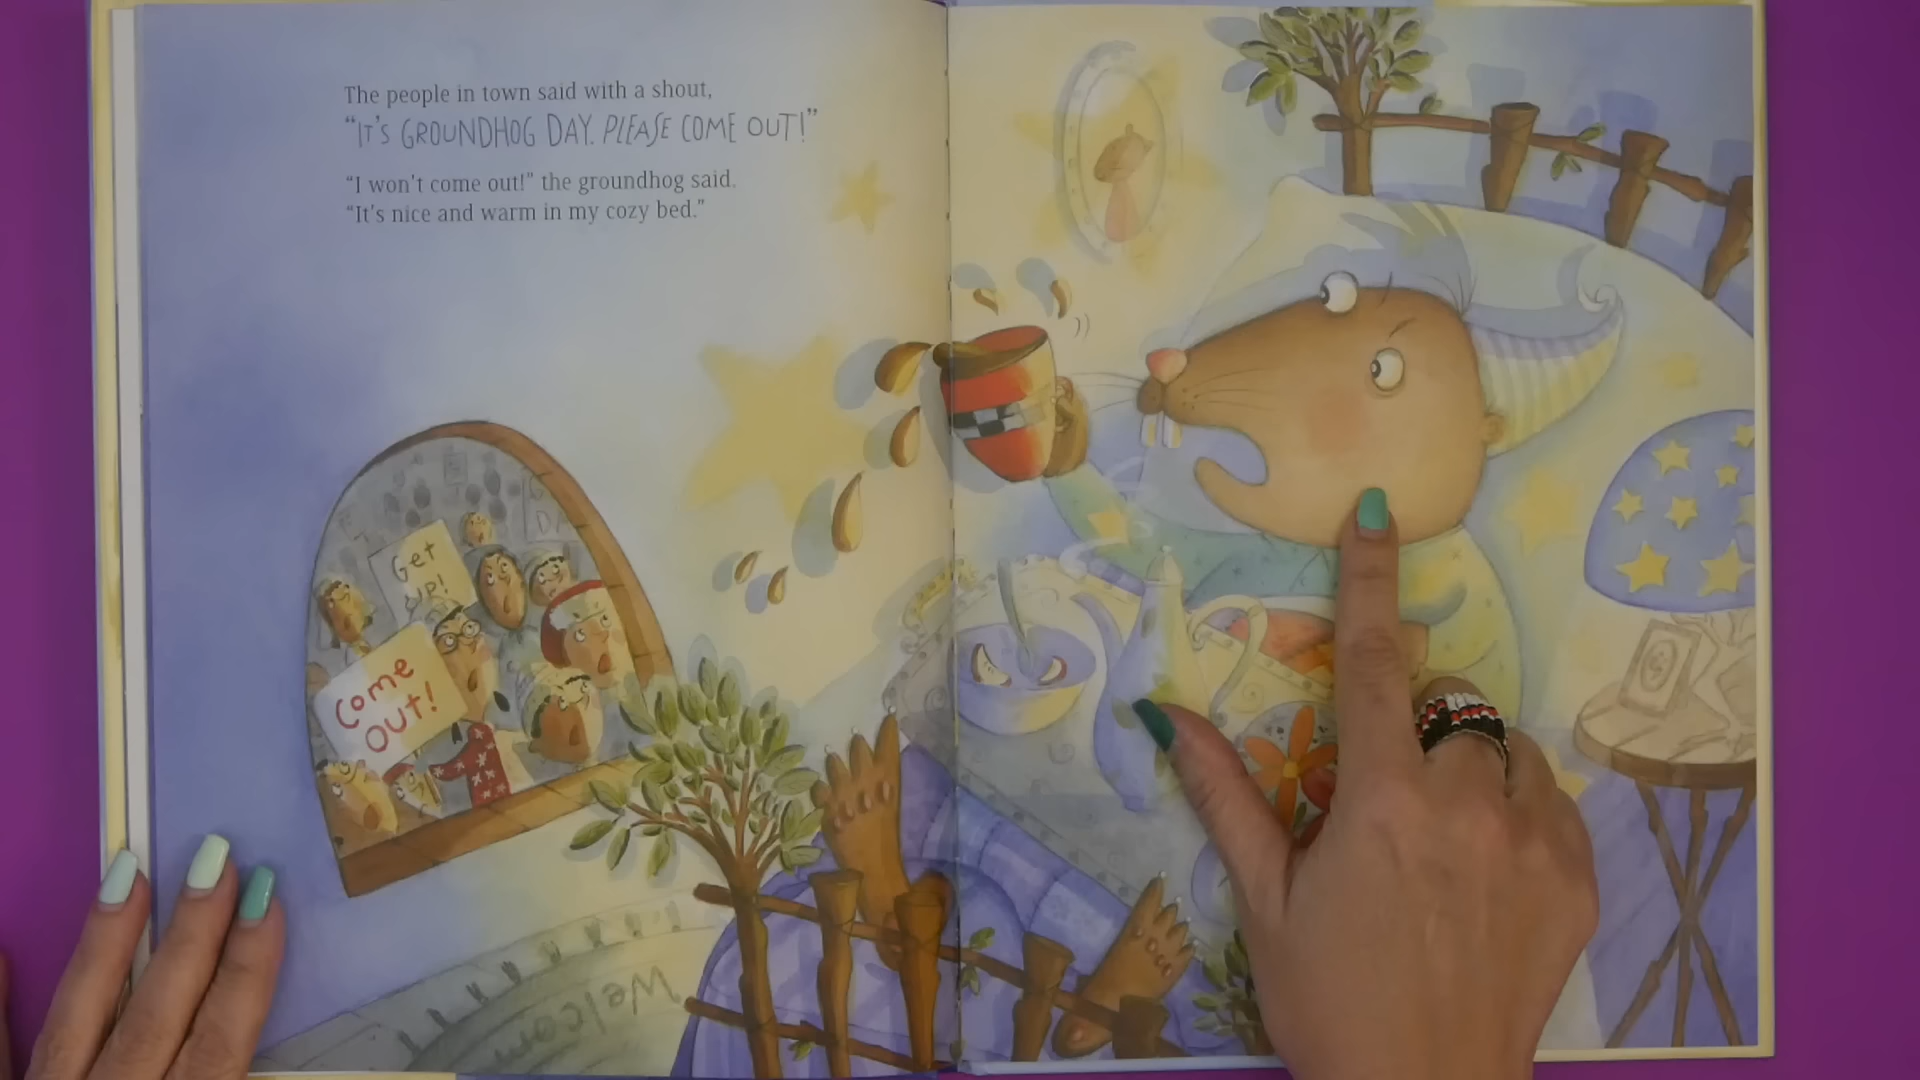 The people in town said with a shout,
“IT'S GROUNDHOG DAY. PLEASE COME OUT!”
“I won't come out!” the groundhog said.
“It's nice and warm in my cozy bed.”
Get
UP!
Come
OUT!
Welcome